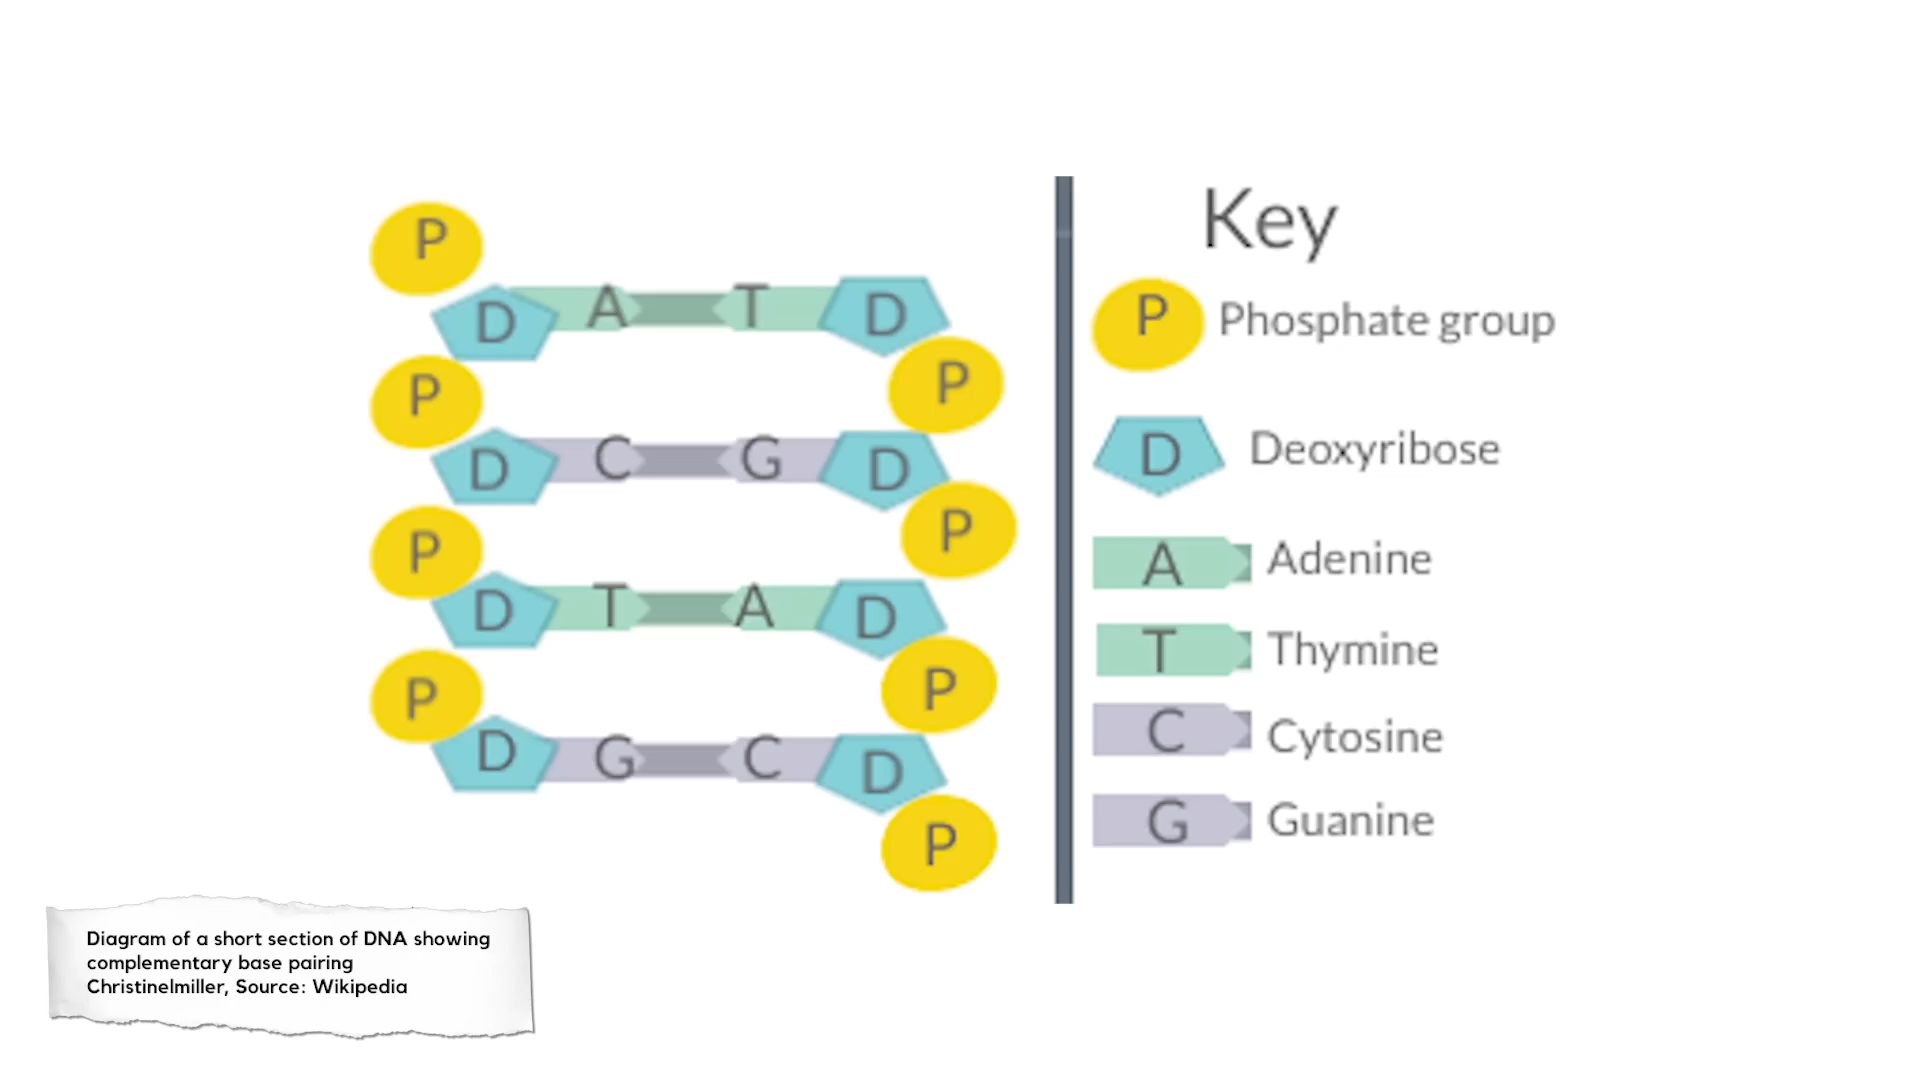 P
D A T D
P P
D C G D
P P
D T A D
P P
D G C D
P
Key
P Phosphate group
D Deoxyribose
A Adenine
T Thymine
C Cytosine
G Guanine
Diagram of a short section of DNA showing
complementary base pairing
Christinelmiller, Source: Wikipedia